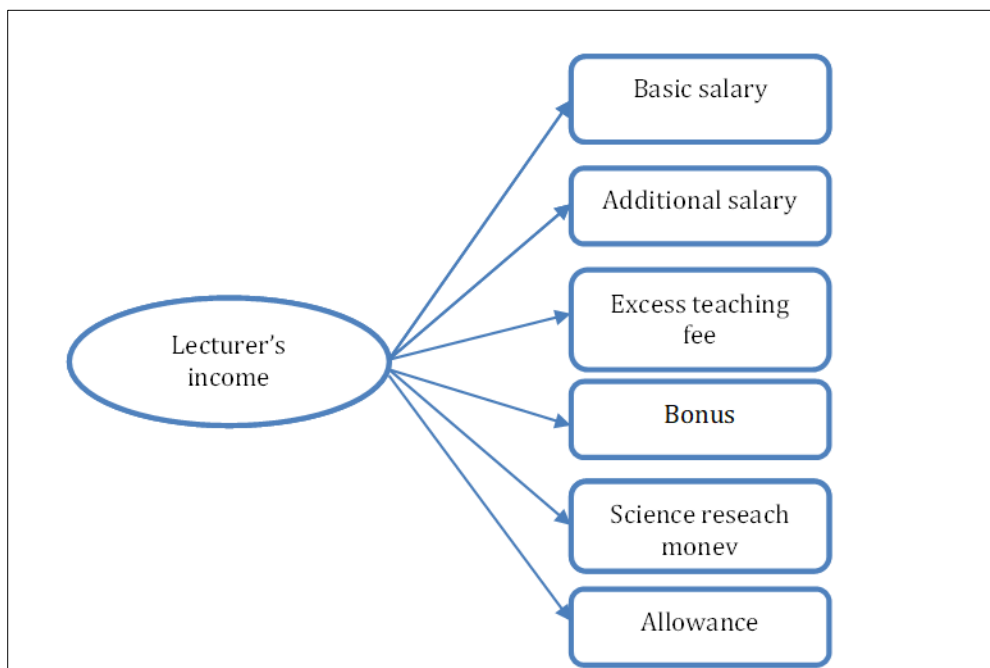 Basic salary
Additional salary
Excess teaching
fee
Lecturer’s
income
Bonus
Science reseach
monev
Allowance